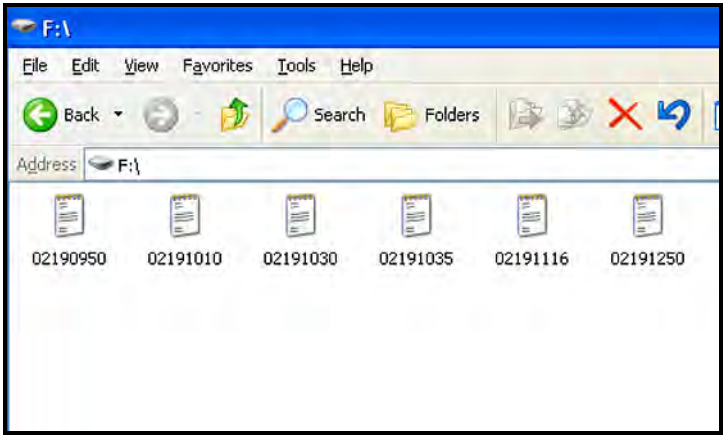 F:\
File Edit View Favorites Tools Help
Back Search Folders
Address F:\
02190950 02191010 02191030 02191035 02191116 02191250